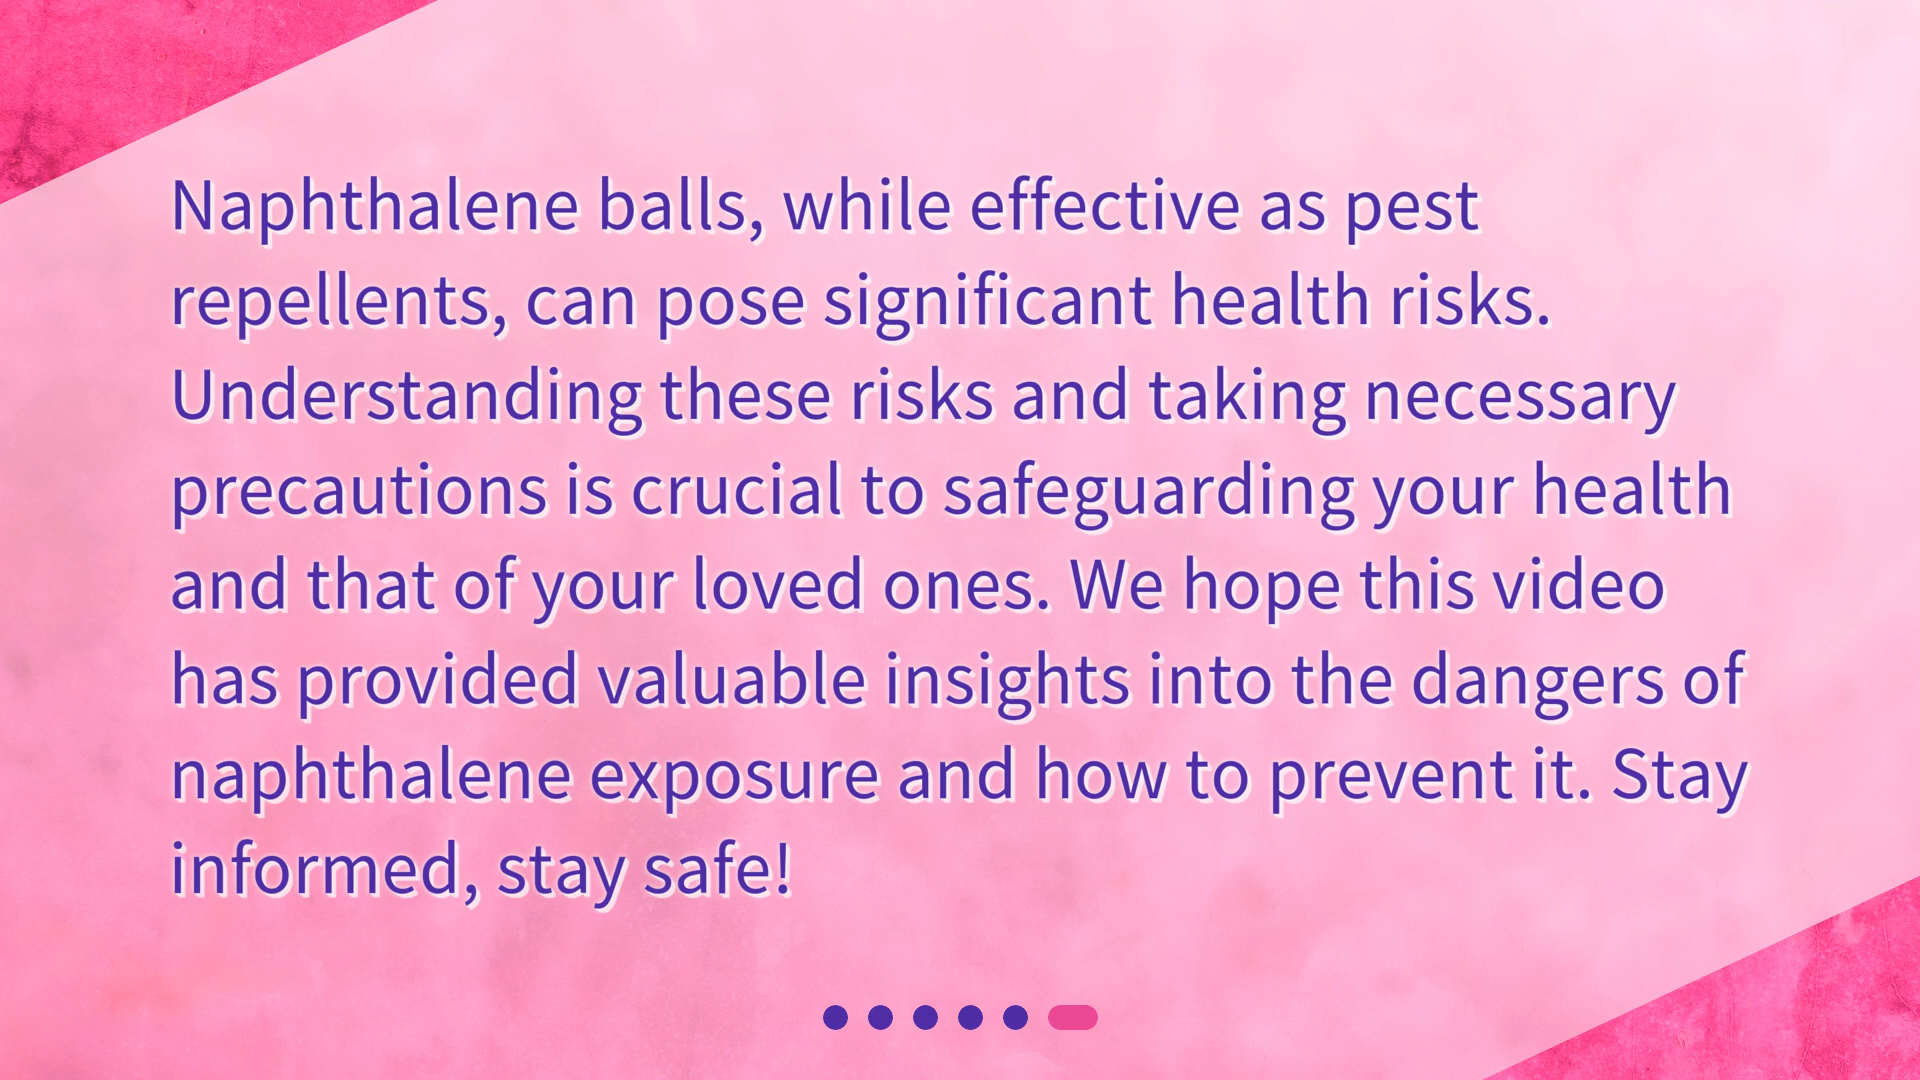 Naphthalene balls, while effective as pest
repellents, can pose significant health risks.
Understanding these risks and taking necessary
precautions is crucial to safeguarding your health
and that of your loved ones. We hope this video
has provided valuable insights into the dangers of
naphthalene exposure and how to prevent it. Stay
informed, stay safe!